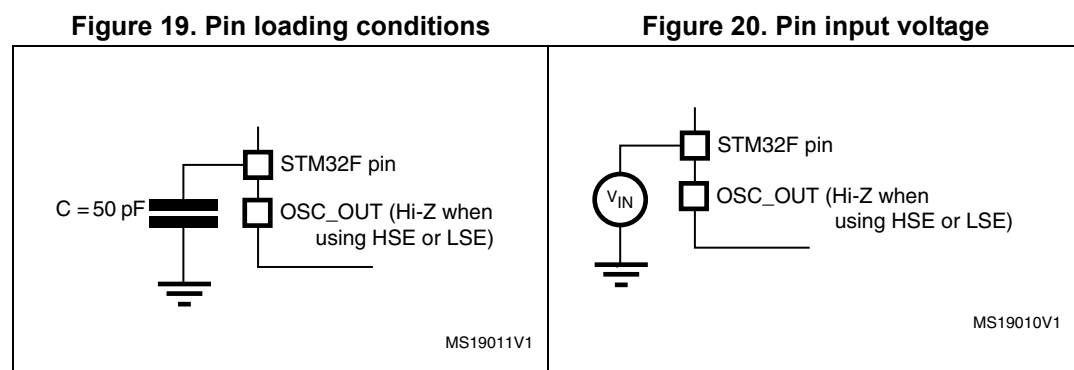 Figure 19. Pin loading conditions
Figure 20. Pin input voltage
STM32F pin
C = 50 pF
OSC_OUT (Hi-Z when
using HSE or LSE)
MS19011V1
STM32F pin
VIN
OSC_OUT (Hi-Z when
using HSE or LSE)
MS19010V1